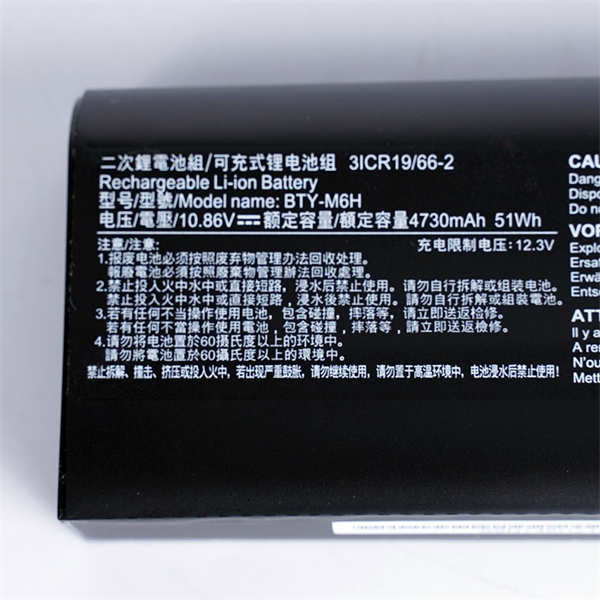 二次鋰電池組/可充式锂电池组 3ICR19/66-2
Rechargeable Li-ion Battery
型号/型號/Model name: BTY-M6H
电压/電壓/10.86V⎓额定容量/額定容量/4730mAh 51Wh
注意/注意:
充电限制电压: 12.3V
1.报废电池必须按照废弃物管理办法回收处理。
報廢電池必須按照廢棄物管理辦法回收處理。
2.禁止投入火中水中或直接短路，浸水后禁止使用。请勿自行拆解或组装电池。
禁止投入火中水中或直接短路，浸水後禁止使用。請勿自行拆解或組裝電池。
3.若有任何不当操作使用电池，包含碰撞，摔落等，请立即送返检修。
若有任何不當操作使用電池，包含碰撞，摔落等，請立即送返檢修。
4.请勿将电池置于60摄氏度以上的环境中。
請勿將電池置於60攝氏度以上的環境中。
禁止拆解、撞击、挤压或投入火中，若出现严重鼓胀，请勿继续使用，请勿置于高温环境中，电池浸水后禁止使用！
CAU
Dang
Dispo
Do no
VOR
Explo
Ersat
Erwä
Entso
ATT
Il y a
A rem
N'ou
Mett